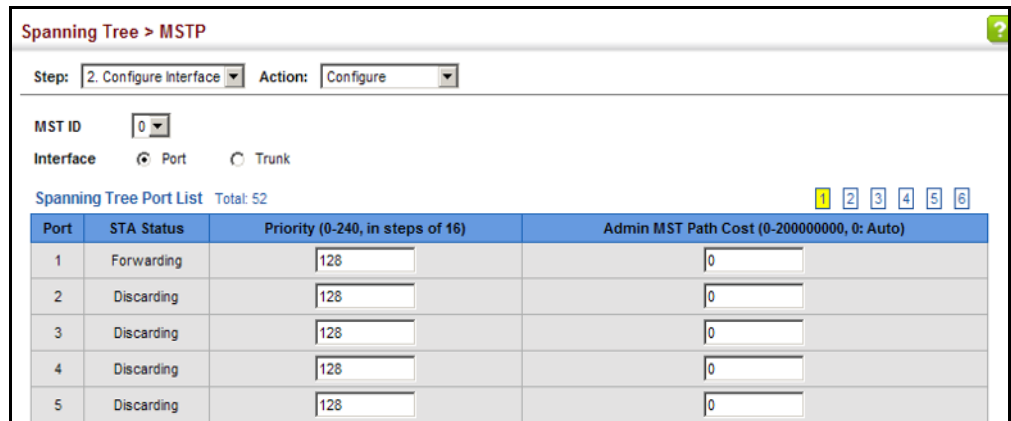 Spanning Tree > MSTP
?
Step: 2. Configure Interface Action: Configure
MST ID 0
Interface Port Trunk
Spanning Tree Port List Total: 52 1 2 3 4 5 6
Port STA Status Priority (0-240, in steps of 16) Admin MST Path Cost (0-200000000, 0: Auto)
1 Forwarding 128 0
2 Discarding 128 0
3 Discarding 128 0
4 Discarding 128 0
5 Discarding 128 0